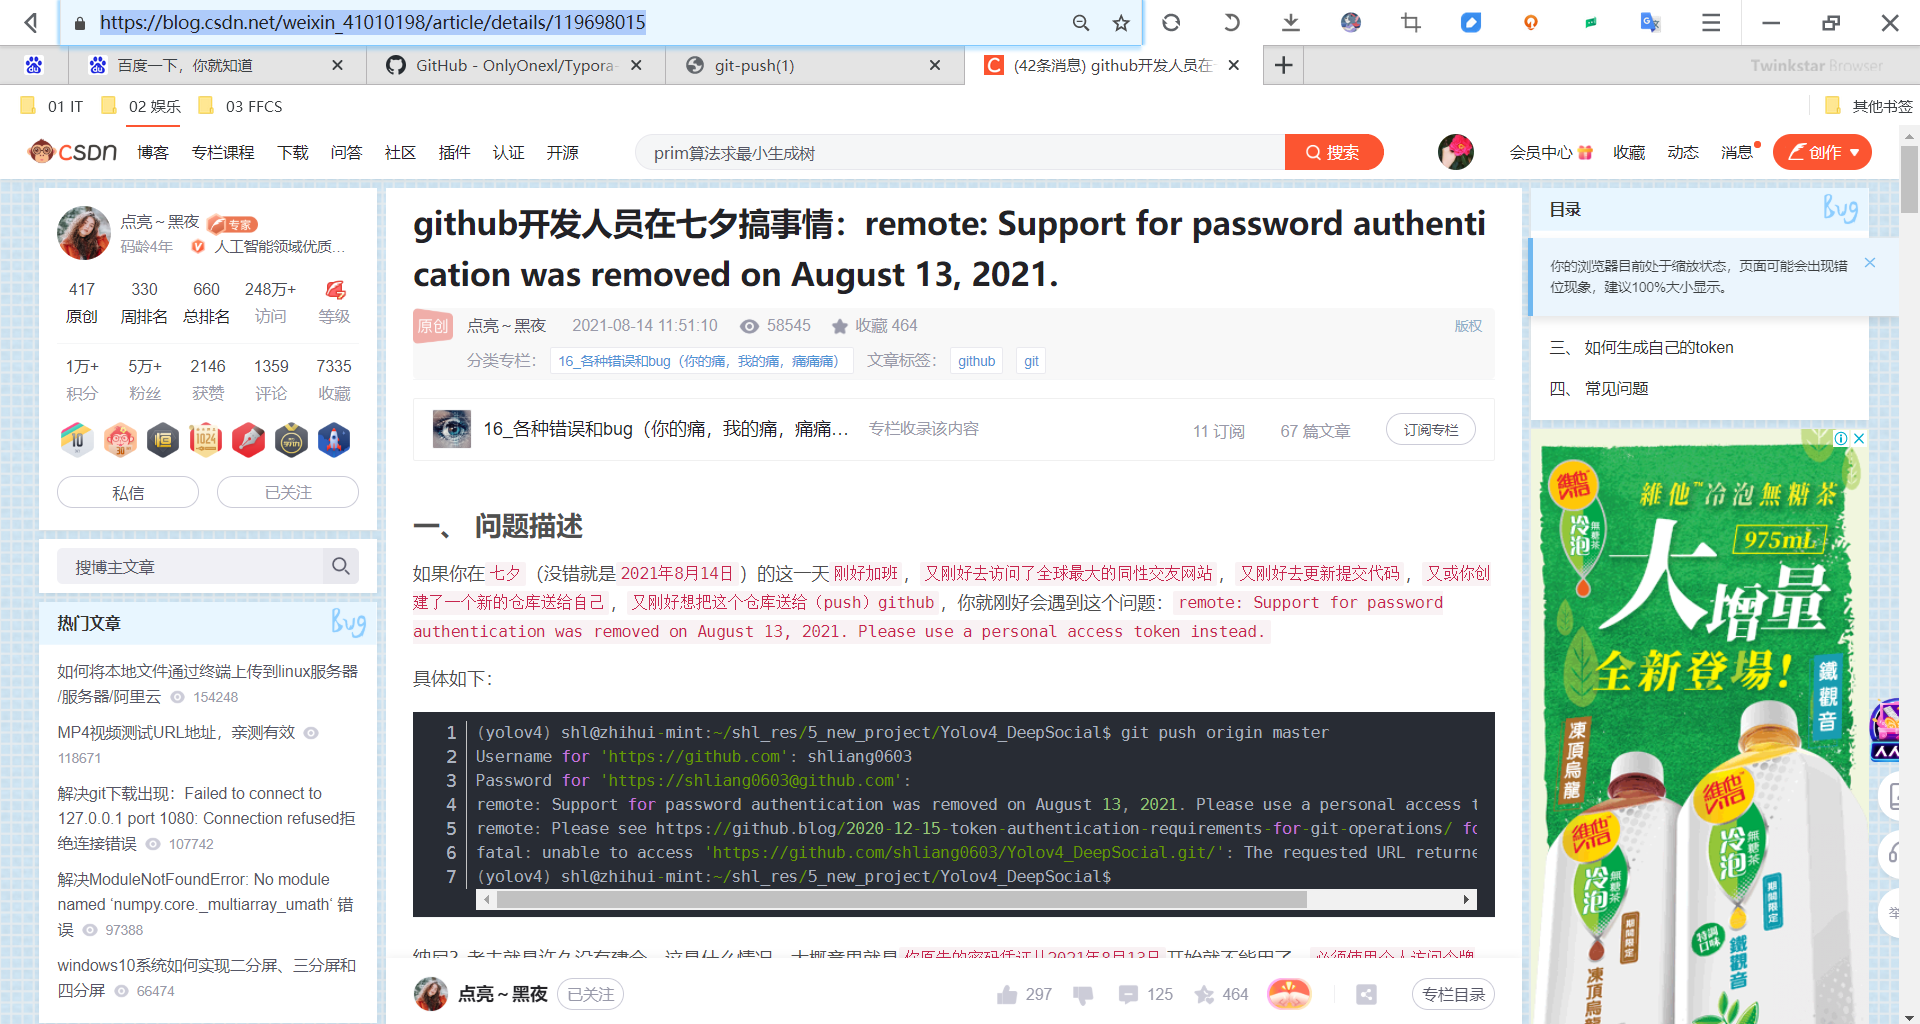 https://blog.csdn.net/weixin_41010198/article/details/119698015
百度一下，你就知道
GitHub - OnlyOnexl/Typora-
git-push(1)
(42条消息) github开发人员在
Twinkstar Browser
01 IT
02 娱乐
03 FFCS
其他书签
CSDN
博客
专栏课程
下载
问答
社区
插件
认证
开源
prim算法求最小生成树
搜索
会员中心
收藏
动态
消息
创作
点亮～黑夜
专家
码龄4年
人工智能领域优质...
417
330
660
248万+
原创
周排名
总排名
访问
等级
1万+
5万+
2146
1359
7335
积分
粉丝
获赞
评论
收藏
私信
已关注
搜博主文章
热门文章
Bug
如何将本地文件通过终端上传到linux服务器
/服务器/阿里云 154248
MP4视频测试URL地址，亲测有效
118671
解决git下载出现：Failed to connect to
127.0.0.1 port 1080: Connection refused拒
绝连接错误 107742
解决ModuleNotFoundError: No module
named ‘numpy.core._multiarray_umath‘ 错
误 97388
windows10系统如何实现二分屏、三分屏和
四分屏 66474
github开发人员在七夕搞事情：remote: Support for password authenti
cation was removed on August 13, 2021.
原创
点亮～黑夜
2021-08-14 11:51:10
58545
收藏 464
版权
分类专栏：
16_各种错误和bug（你的痛，我的痛，痛痛痛）
文章标签：
github
git
16_各种错误和bug（你的痛，我的痛，痛痛...
专栏收录该内容
11 订阅
67 篇文章
订阅专栏
一、 问题描述
如果你在 七夕 （没错就是 2021年8月14日 ）的这一天 刚好加班 ， 又刚好去访问了全球最大的同性交友网站 ， 又刚好去更新提交代码 ， 又或你创
建了一个新的仓库送给自己 ， 又刚好想把这个仓库送给（push）github ，你就刚好会遇到这个问题： remote: Support for password
authentication was removed on August 13, 2021. Please use a personal access token instead.
具体如下：
1 (yolov4) shl@zhihui-mint:~/shl_res/5_new_project/Yolov4_DeepSocial$ git push origin master
2 Username for 'https://github.com': shliang0603
3 Password for 'https://shliang0603@github.com':
4 remote: Support for password authentication was removed on August 13, 2021. Please use a personal access t
5 remote: Please see https://github.blog/2020-12-15-token-authentication-requirements-for-git-operations/ fo
6 fatal: unable to access 'https://github.com/shliang0603/Yolov4_DeepSocial.git/': The requested URL returne
7 (yolov4) shl@zhihui-mint:~/shl_res/5_new_project/Yolov4_DeepSocial$
点亮～黑夜
已关注
297
125
464
专栏目录
目录
Bug
你的浏览器目前处于缩放状态，页面可能会出现错
位现象，建议100%大小显示。
三、 如何生成自己的token
四、 常见问题
維他™冷泡無糖茶
大增量
975mL
全新登場!
鐵觀音
凍頂烏龍